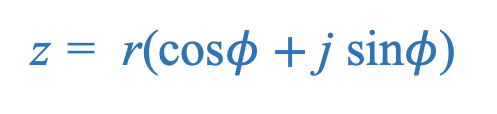 z = r(cosϕ + j sinϕ)